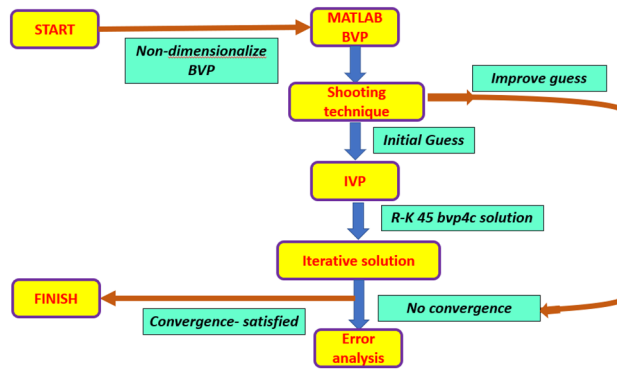 START
MATLAB
BVP
Non-dimensionalize
BVP
Shooting
technique
Improve guess
Initial Guess
IVP
R-K 45 bvp4c solution
Iterative solution
FINISH
No convergence
Convergence- satisfied
Error
analysis